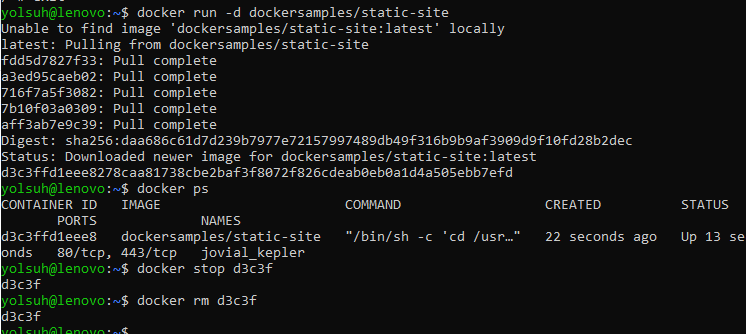 yolsuh@lenovo:~$ docker run -d dockersamples/static-site
Unable to find image 'dockersamples/static-site:latest' locally
latest: Pulling from dockersamples/static-site
fdd5d7827f33: Pull complete
a3ed95caeb02: Pull complete
716f7a5f3082: Pull complete
7b10f03a0309: Pull complete
aff3ab7e9c39: Pull complete
Digest: sha256:daa686c61d7d239b7977e72157997489db49f316b9b9af3909d9f10fd28b2dec
Status: Downloaded newer image for dockersamples/static-site:latest
d3c3ffd1eee8278caa81738cbe2baf3f8072f826cdeab0eb0a1d4a505ebb7efd
yolsuh@lenovo:~$ docker ps
CONTAINER ID   IMAGE                       COMMAND                  CREATED          STATUS
       PORTS             NAMES
d3c3ffd1eee8   dockersamples/static-site   "/bin/sh -c 'cd /usr…"   22 seconds ago   Up 13 sec
onds   80/tcp, 443/tcp   jovial_kepler
yolsuh@lenovo:~$ docker stop d3c3f
d3c3f
yolsuh@lenovo:~$ docker rm d3c3f
d3c3f
yolsuh@lenovo:~$